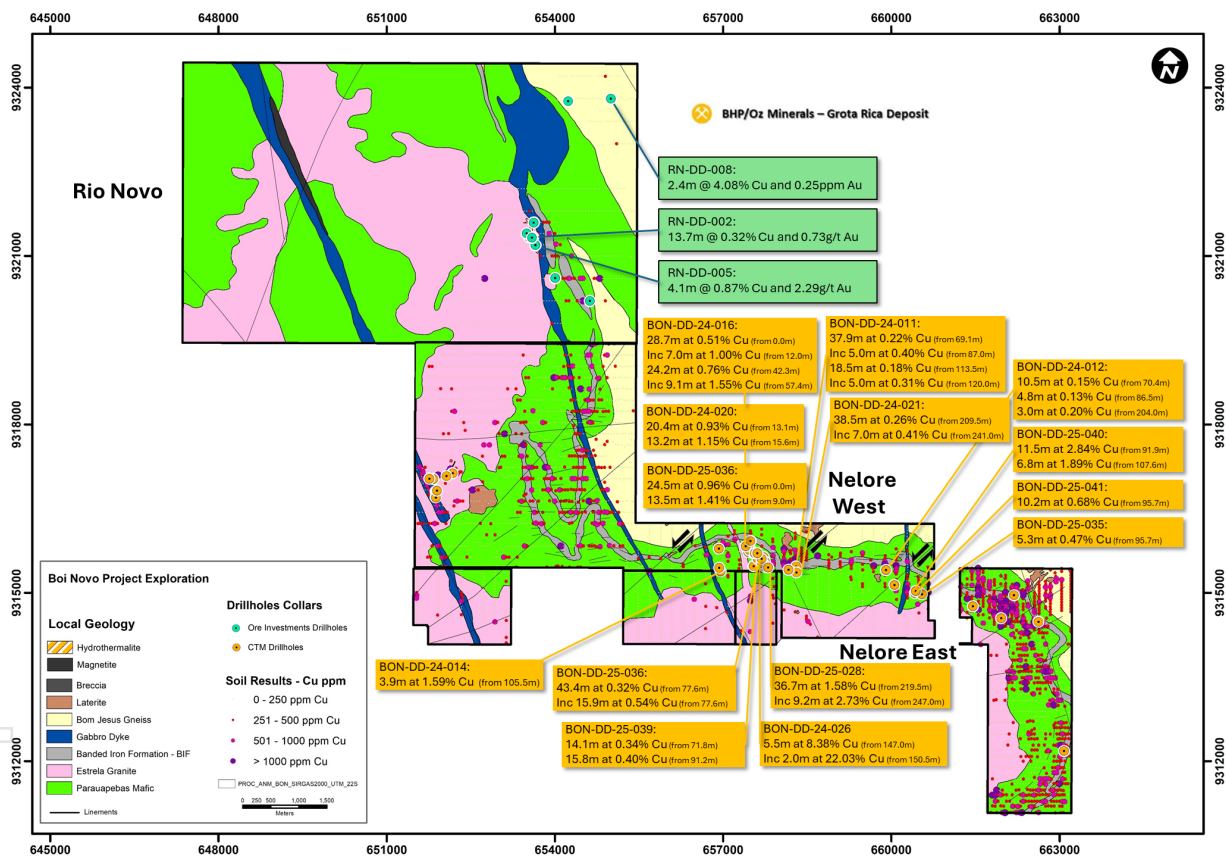 645000
648000
651000
654000
657000
660000
663000
9324000
9324000
N
BHP/Oz Minerals – Grota Rica Deposit
Rio Novo
RN-DD-008:
2.4m @ 4.08% Cu and 0.25ppm Au
RN-DD-002:
13.7m @ 0.32% Cu and 0.73g/t Au
RN-DD-005:
4.1m @ 0.87% Cu and 2.29g/t Au
9321000
9321000
BON-DD-24-016:
28.7m at 0.51% Cu (from 0.0m)
Inc 7.0m at 1.00% Cu (from 12.0m)
24.2m at 0.76% Cu (from 42.3m)
Inc 9.1m at 1.55% Cu (from 57.4m)
BON-DD-24-011:
37.9m at 0.22% Cu (from 69.1m)
Inc 5.0m at 0.40% Cu (from 87.0m)
18.5m at 0.18% Cu (from 113.5m)
Inc 5.0m at 0.31% Cu (from 120.0m)
BON-DD-24-012:
10.5m at 0.15% Cu (from 70.4m)
4.8m at 0.13% Cu (from 86.5m)
3.0m at 0.20% Cu (from 204.0m)
BON-DD-24-020:
20.4m at 0.93% Cu (from 13.1m)
13.2m at 1.15% Cu (from 15.6m)
BON-DD-24-021:
38.5m at 0.26% Cu (from 209.5m)
Inc 7.0m at 0.41% Cu (from 241.0m)
9318000
9318000
BON-DD-25-040:
11.5m at 2.84% Cu (from 91.9m)
6.8m at 1.89% Cu (from 107.6m)
BON-DD-25-036:
24.5m at 0.96% Cu (from 0.0m)
13.5m at 1.41% Cu (from 9.0m)
Nelore
West
BON-DD-25-041:
10.2m at 0.68% Cu (from 95.7m)
BON-DD-25-035:
5.3m at 0.47% Cu (from 95.7m)
9315000
9315000
Nelore East
BON-DD-24-014:
3.9m at 1.59% Cu (from 105.5m)
BON-DD-25-036:
43.4m at 0.32% Cu (from 77.6m)
Inc 15.9m at 0.54% Cu (from 77.6m)
BON-DD-25-028:
36.7m at 1.58% Cu (from 219.5m)
Inc 9.2m at 2.73% Cu (from 247.0m)
BON-DD-25-039:
14.1m at 0.34% Cu (from 71.8m)
15.8m at 0.40% Cu (from 91.2m)
BON-DD-24-026
5.5m at 8.38% Cu (from 147.0m)
Inc 2.0m at 22.03% Cu (from 150.5m)
9312000
9312000
Boi Novo Project Exploration
Local Geology
Hydrothermalite
Magnetite
Breccia
Laterite
Bom Jesus Gneiss
Gabbro Dyke
Banded Iron Formation - BIF
Estrela Granite
Parauapebas Mafic
Linements
Drillholes Collars
Ore Investments Drillholes
CTM Drillholes
Soil Results - Cu ppm
0 - 250 ppm Cu
251 - 500 ppm Cu
501 - 1000 ppm Cu
> 1000 ppm Cu
PROC_ANM_BON_SIRGAS2000_UTM_22S
0 250 500 1,000 1,500
Meters
645000
648000
651000
654000
657000
660000
663000